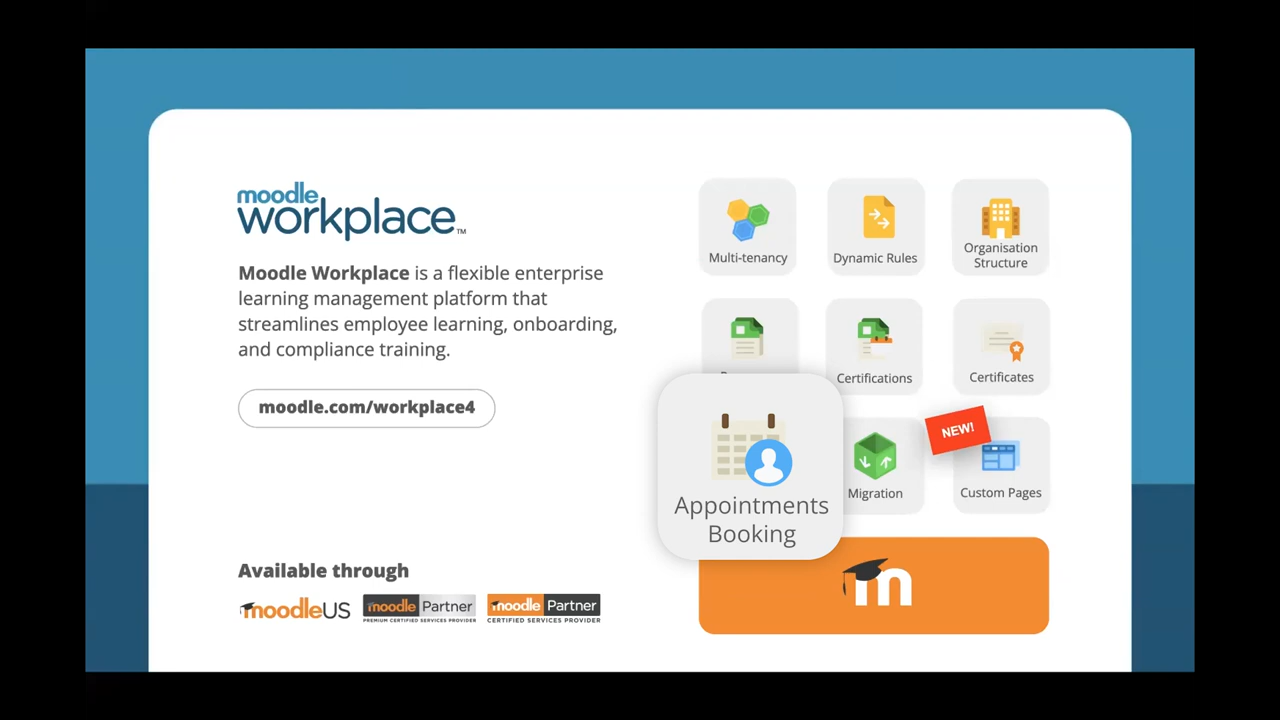 moodle
workplace™
Moodle Workplace is a flexible enterprise
learning management platform that
streamlines employee learning, onboarding,
and compliance training.
moodle.com/workplace4
Available through
moodleUS
moodle Partner
PREMIUM CERTIFIED SERVICES PROVIDER
moodle Partner
CERTIFIED SERVICES PROVIDER
Multi-tenancy
Dynamic Rules
Organisation
Structure
Certifications
Certificates
Appointments
Booking
Migration
NEW!
Custom Pages
m